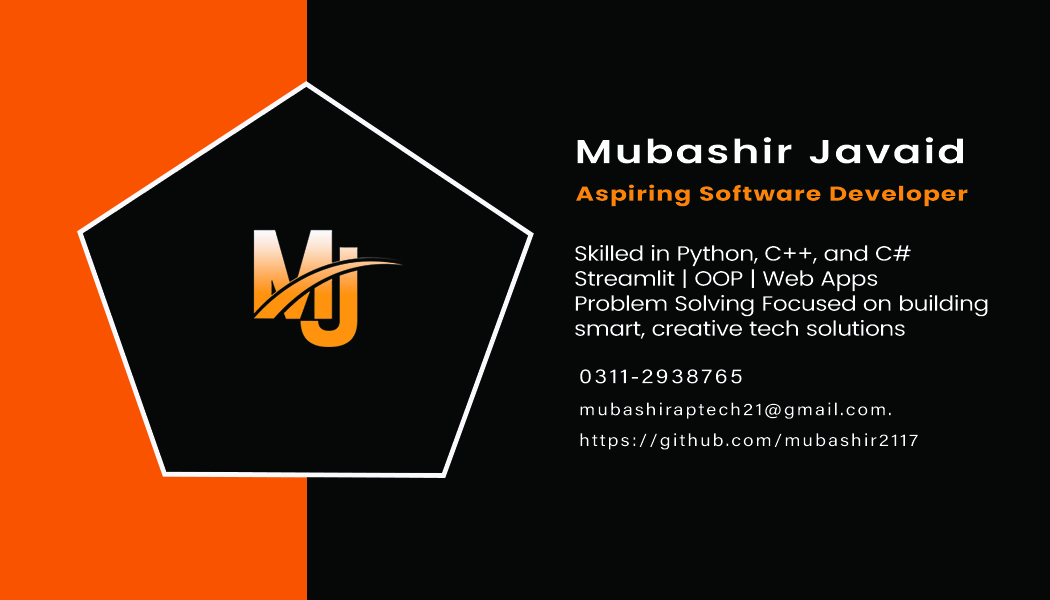 MJ
Mubashir Javaid
Aspiring Software Developer
Skilled in Python, C++, and C#
Streamlit | OOP | Web Apps
Problem Solving Focused on building
smart, creative tech solutions
0311-2938765
mubashiraptech21@gmail.com.
https://github.com/mubashir2117